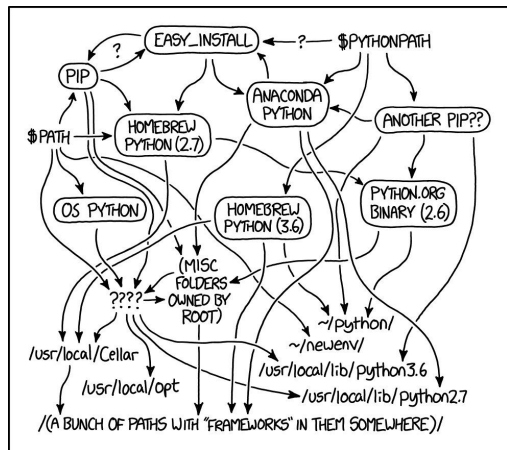 EASY_INSTALL
?
$PYTHONPATH
?
PIP
ANACONDA
PYTHON
ANOTHER PIP??
HOMEBREW
PYTHON (2.7)
$PATH
OS PYTHON
HOMEBREW
PYTHON (3.6)
PYTHON.ORG
BINARY (2.6)
(MISC
FOLDERS
OWNED BY
ROOT)
????
~/python/
~/newenv/
/usr/local/Cellar
/usr/local/lib/python3.6
/usr/local/opt
/usr/local/lib/python2.7
/(A BUNCH OF PATHS WITH "FRAMEWORKS" IN THEM SOMEWHERE)/